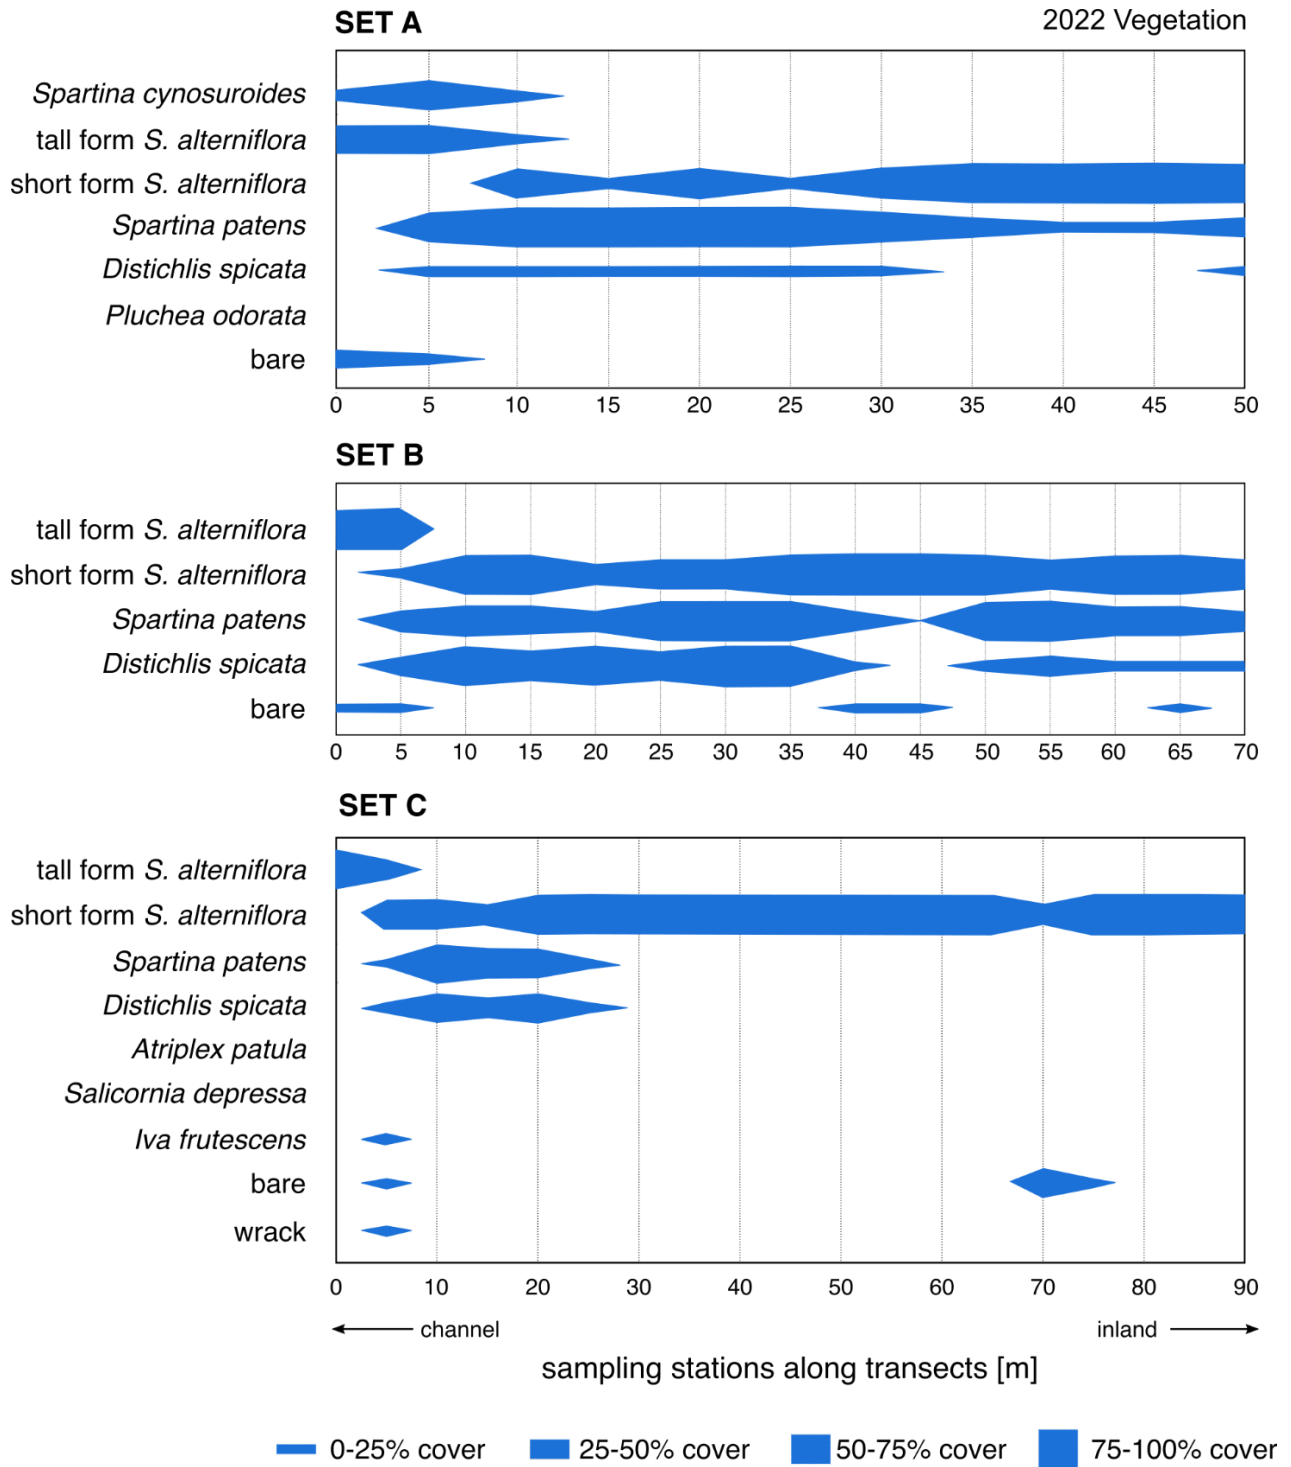 SET A
2022 Vegetation
Spartina cynosuroides
tall form S. alterniflora
short form S. alterniflora
Spartina patens
Distichlis spicata
Pluchea odorata
bare
0 5 10 15 20 25 30 35 40 45 50
SET B
tall form S. alterniflora
short form S. alterniflora
Spartina patens
Distichlis spicata
bare
0 5 10 15 20 25 30 35 40 45 50 55 60 65 70
SET C
tall form S. alterniflora
short form S. alterniflora
Spartina patens
Distichlis spicata
Atriplex patula
Salicornia depressa
Iva frutescens
bare
wrack
0 10 20 30 40 50 60 70 80 90
channel
inland
sampling stations along transects [m]
0-25% cover 25-50% cover 50-75% cover 75-100% cover